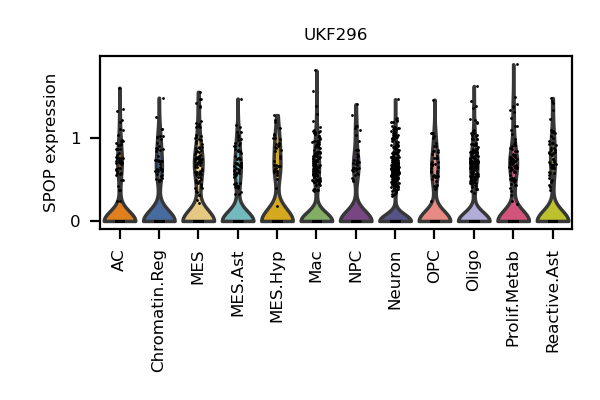 UKF296
SPOP expression
1
0
AC
Chromatin.Reg
MES
MES.Ast
MES.Hyp
Mac
NPC
Neuron
OPC
Oligo
Prolif.Metab
Reactive.Ast